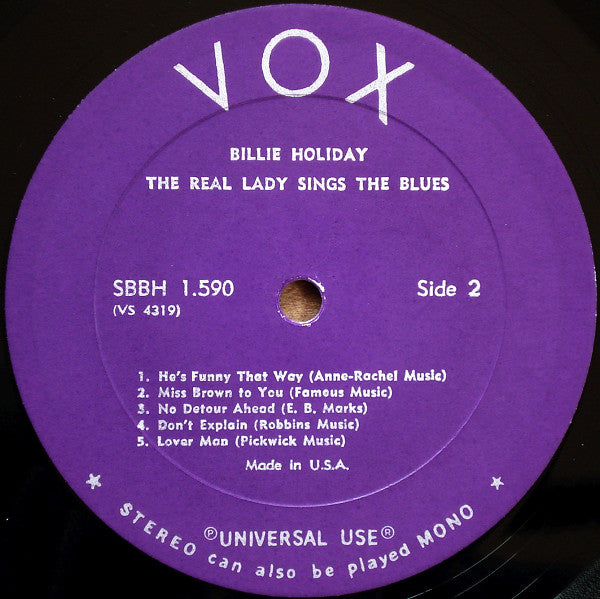 VOX
BILLIE HOLIDAY
THE REAL LADY SINGS THE BLUES
SBBH 1.590
Side 2
(VS 4319)
1. He's Funny That Way (Anne-Rachel Music)
2. Miss Brown to You (Famous Music)
3. No Detour Ahead (E. B. Marks)
4. Don't Explain (Robbins Music)
5. Lover Man (Pickwick Music)
Made in U.S.A.
℗UNIVERSAL USE®
★ STEREO can also be played MONO ★